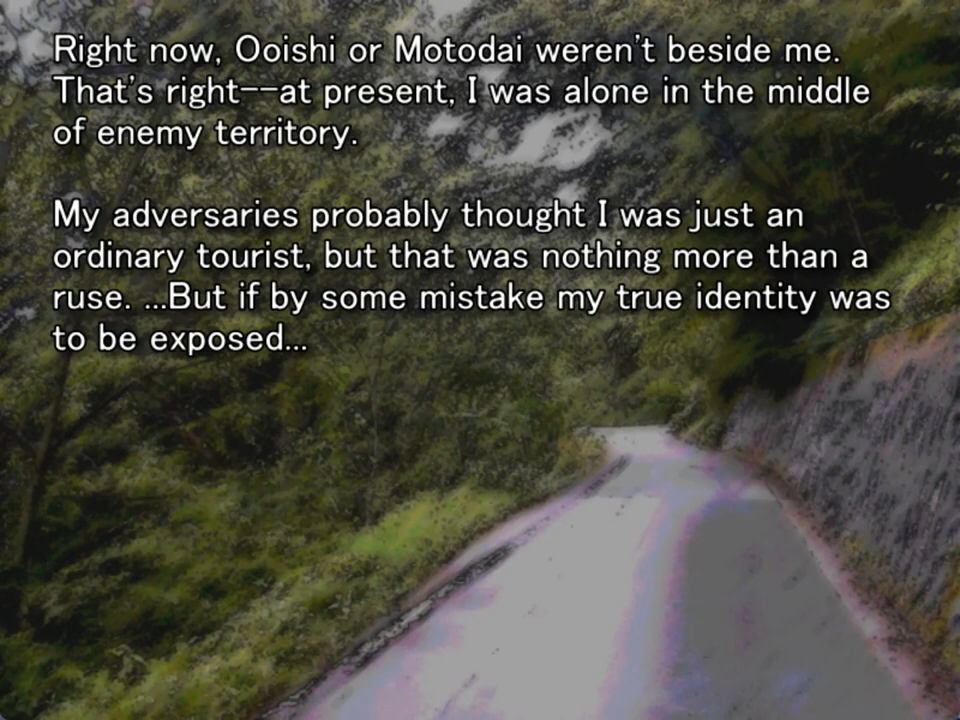 Right now, Ooishi or Motodai weren't beside me.
That's right--at present, I was alone in the middle
of enemy territory.
My adversaries probably thought I was just an
ordinary tourist, but that was nothing more than a
ruse. ...But if by some mistake my true identity was
to be exposed...